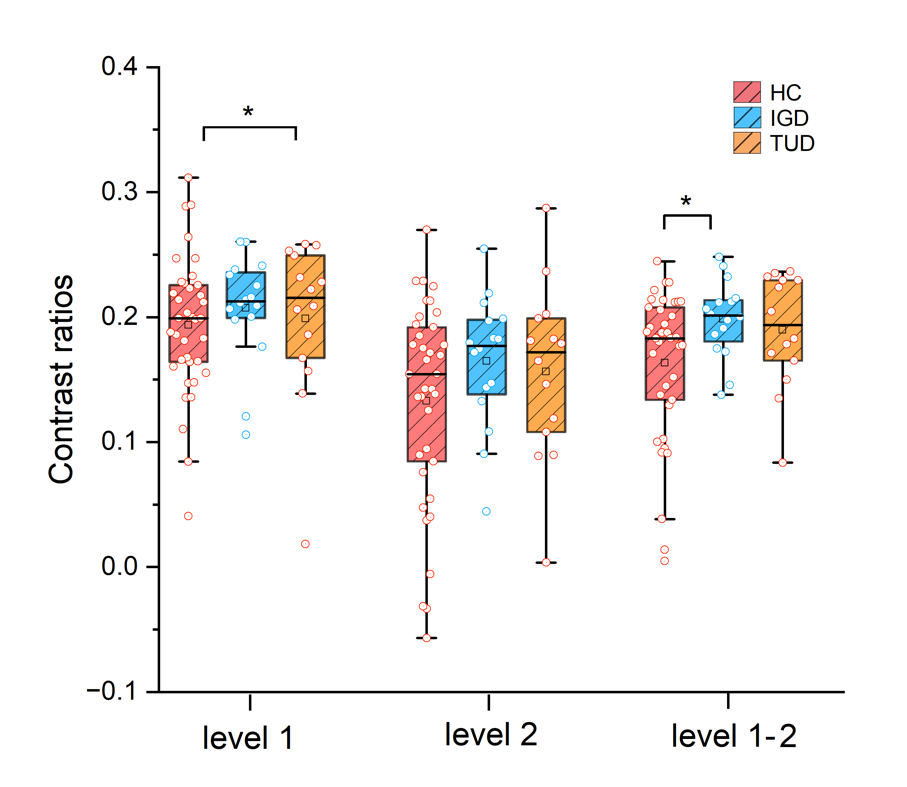 0.4
0.3
0.2
0.1
0.0
−0.1
Contrast ratios
*
*
HC
IGD
TUD
level 1
level 2
level 1-2